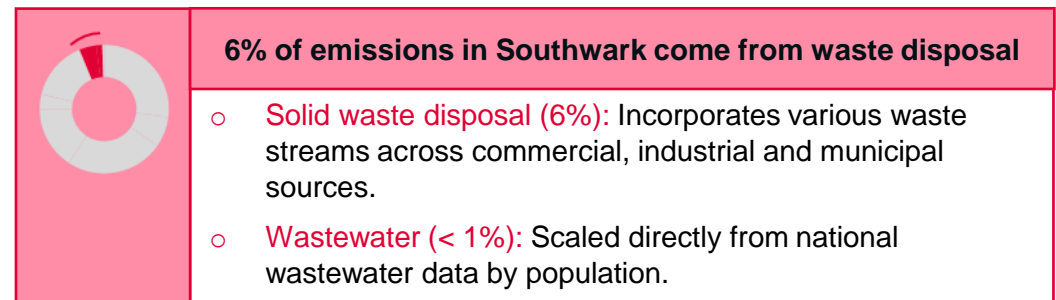 6% of emissions in Southwark come from waste disposal
o Solid waste disposal (6%): Incorporates various waste
streams across commercial, industrial and municipal
sources.
o Wastewater (< 1%): Scaled directly from national
wastewater data by population.